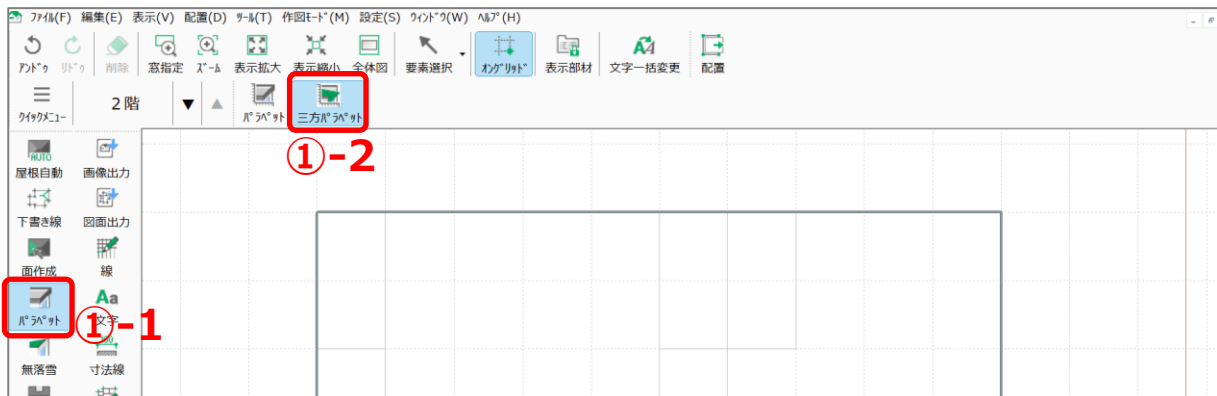 ﾌｧｲﾙ(F) 編集(E) 表示(V) 配置(D) ﾂｰﾙ(T) 作図ﾓｰﾄﾞ(M) 設定(S) ｳｨﾝﾄﾞｳ(W) ﾍﾙﾌﾟ(H)
ｱﾝﾄﾞｩ ﾘﾄﾞｩ 削除 窓指定 ｽﾞｰﾑ 表示拡大 表示縮小 全体図 要素選択 ｵﾝｸﾞﾘｯﾄﾞ 表示部材 文字一括変更 配置
ｸｲｯｸﾒﾆｭｰ 2階 ▼ ▲ ﾊﾟﾗﾍﾟｯﾄ 三方ﾊﾟﾗﾍﾟｯﾄ
①-2
AUTO
屋根自動 画像出力
下書き線 図面出力
面作成 線
Aa
ﾊﾟﾗﾍﾟｯﾄ 文字
①-1
無落雪 寸法線